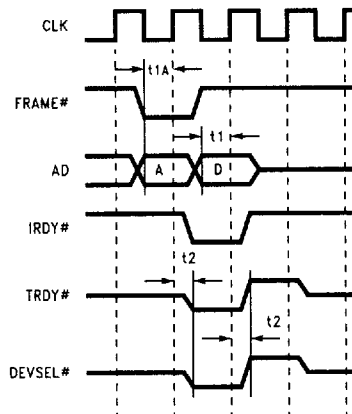 CLK
t1A
FRAME#
t1
AD
A
D
IRDY#
t2
TRDY#
t2
DEVSEL#